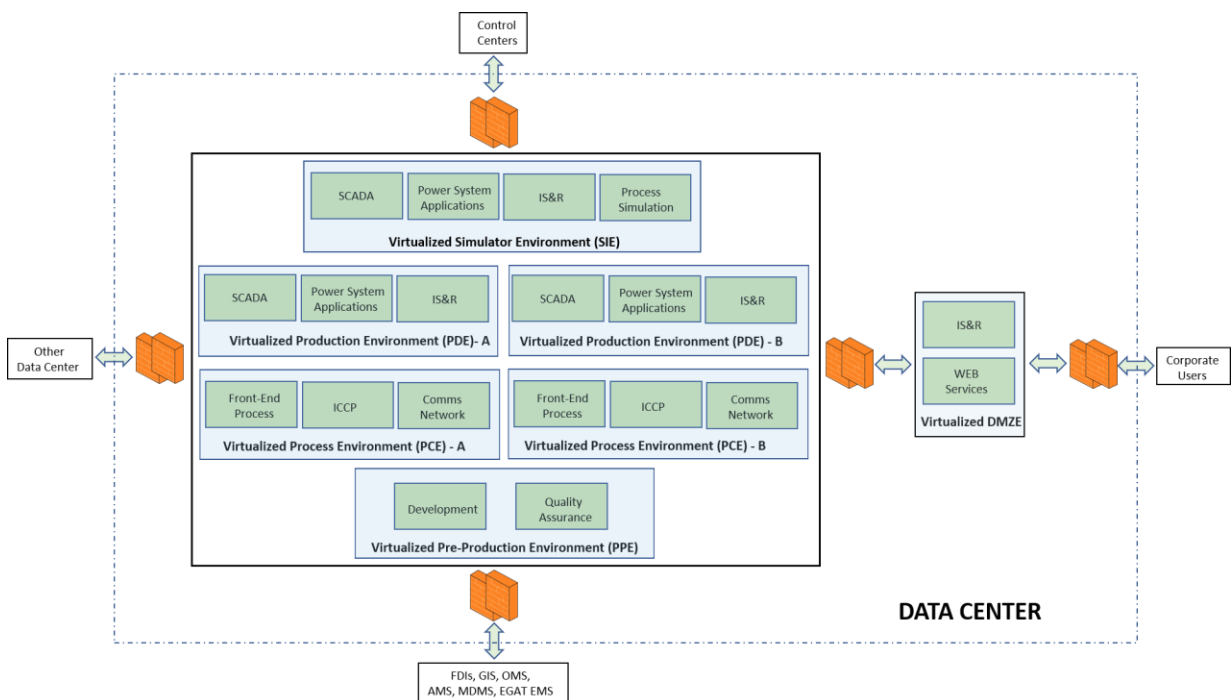 Control
Centers
SCADA
Power System
Applications
IS&R
Process
Simulation
Virtualized Simulator Environment (SIE)
SCADA
Power System
Applications
IS&R
Virtualized Production Environment (PDE)- A
SCADA
Power System
Applications
IS&R
Virtualized Production Environment (PDE) - B
Other
Data Center
Front-End
Process
ICCP
Comms
Network
Virtualized Process Environment (PCE) - A
Front-End
Process
ICCP
Comms
Network
Virtualized Process Environment (PCE) - B
IS&R
WEB
Services
Virtualized DMZE
Corporate
Users
Development
Quality
Assurance
Virtualized Pre-Production Environment (PPE)
DATA CENTER
FDIs, GIS, OMS,
AMS, MDMS, EGAT EMS